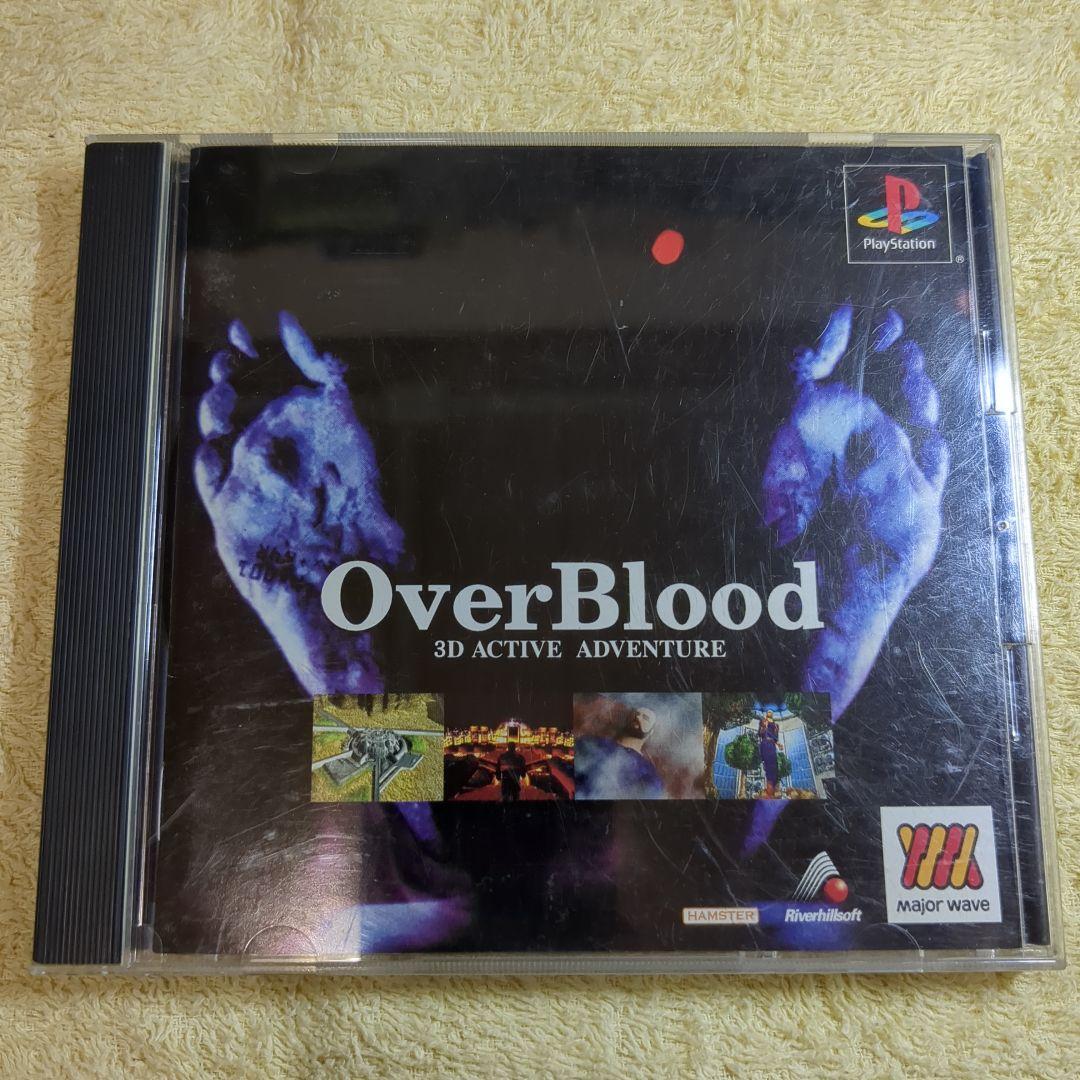 PlayStation
®
OverBlood
3D ACTIVE ADVENTURE
HAMSTER
Riverhillsoft
major wave